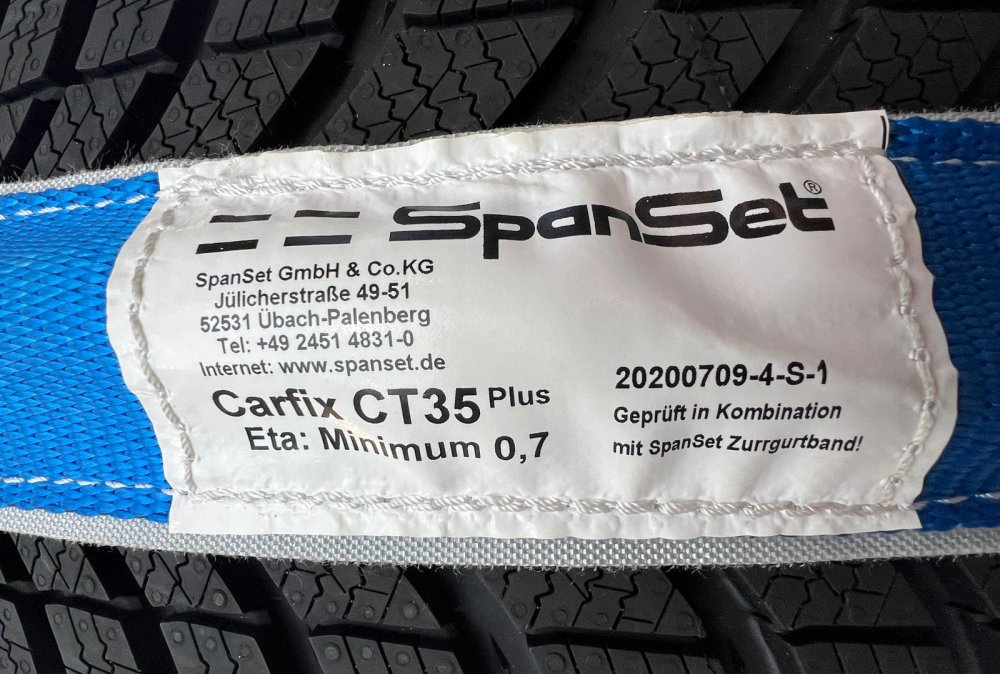 SpanSet®
SpanSet GmbH & Co.KG
Jülicherstraße 49-51
52531 Übach-Palenberg
Tel: +49 2451 4831-0
Internet: www.spanset.de
Carfix CT35 Plus
Eta: Minimum 0,7
20200709-4-S-1
Geprüft in Kombination
mit SpanSet Zurrgurtband!